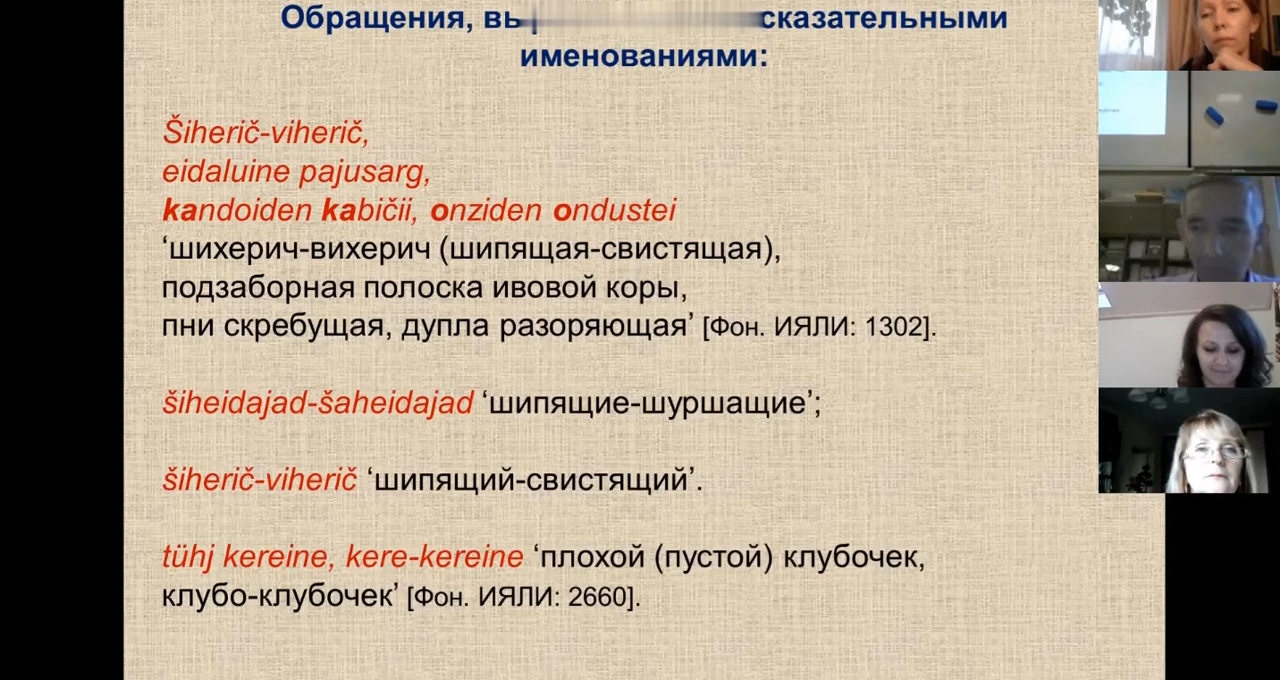 Обращения, сказательными
именованиями:
Šiherič-viherič,
eidaluine pajusarg,
kandoiden kabičii, onziden ondustei
‘шихерич-вихерич (шипящая-свистящая),
подзаборная полоска ивовой коры,
пни скребущая, дупла разоряющая’ [Фон. ИЯЛИ: 1302].
šiheidajad-šaheidajad ‘шипящие-шуршащие’;
šiherič-viherič ‘шипящий-свистящий’.
tühj kereine, kere-kereine ‘плохой (пустой) клубочек,
клубо-клубочек’ [Фон. ИЯЛИ: 2660].